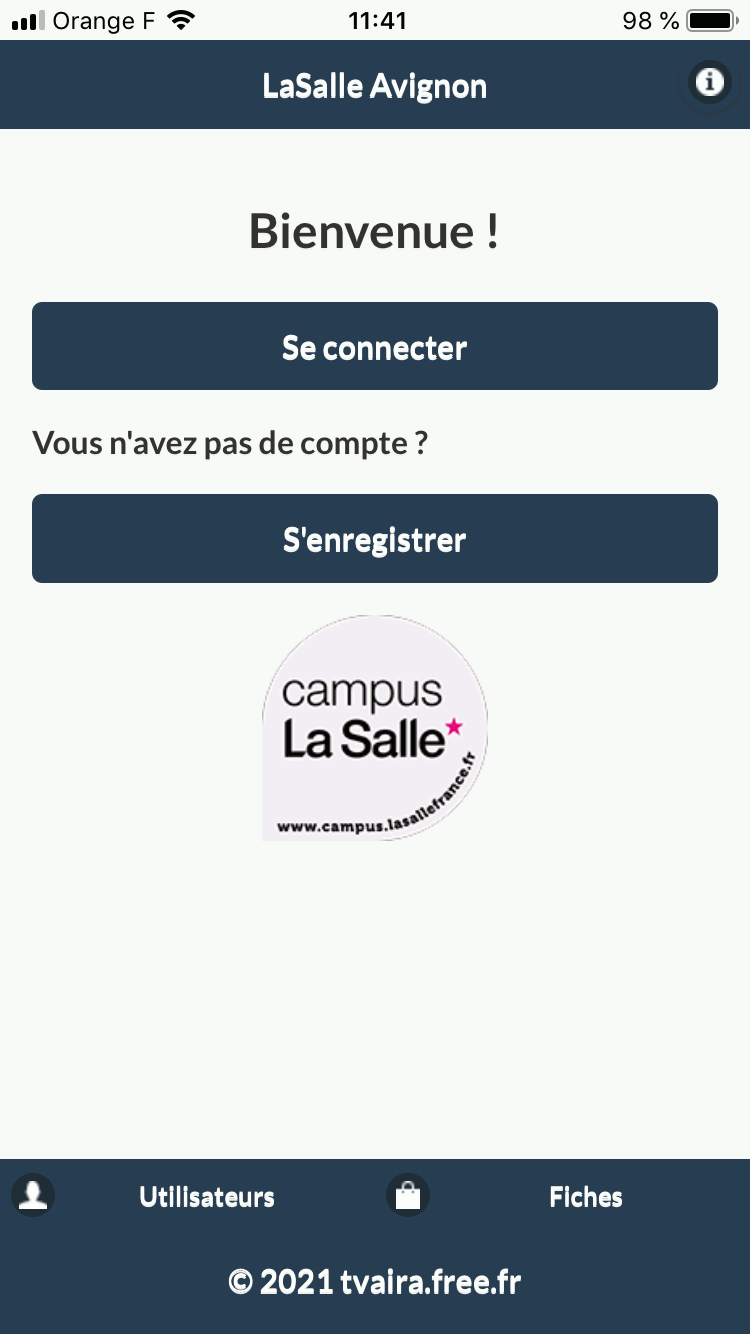 Orange F 11:41 98 %
LaSalle Avignon
Bienvenue !
Se connecter
Vous n'avez pas de compte ?
S'enregistrer
campus
La Salle
www.campus.lasallefrance.fr
Utilisateurs Fiches
© 2021 tvaira.free.fr